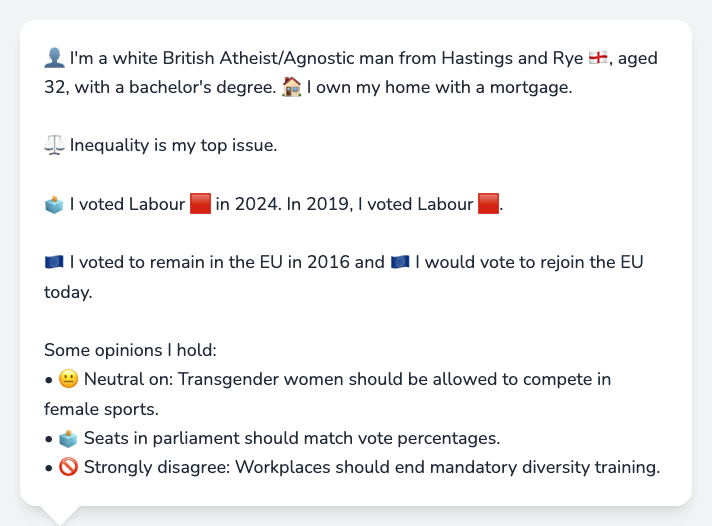 👤 I'm a white British Atheist/Agnostic man from Hastings and Rye 🏴󠁧󠁢󠁥󠁮󠁧󠁿, aged
32, with a bachelor's degree. 🏠 I own my home with a mortgage.
⚖️ Inequality is my top issue.
🗳️ I voted Labour 🟥 in 2024. In 2019, I voted Labour 🟥.
🇪🇺 I voted to remain in the EU in 2016 and 🇪🇺 I would vote to rejoin the EU
today.
Some opinions I hold:
• 😐 Neutral on: Transgender women should be allowed to compete in
female sports.
• 🗳️ Seats in parliament should match vote percentages.
• 🚫 Strongly disagree: Workplaces should end mandatory diversity training.